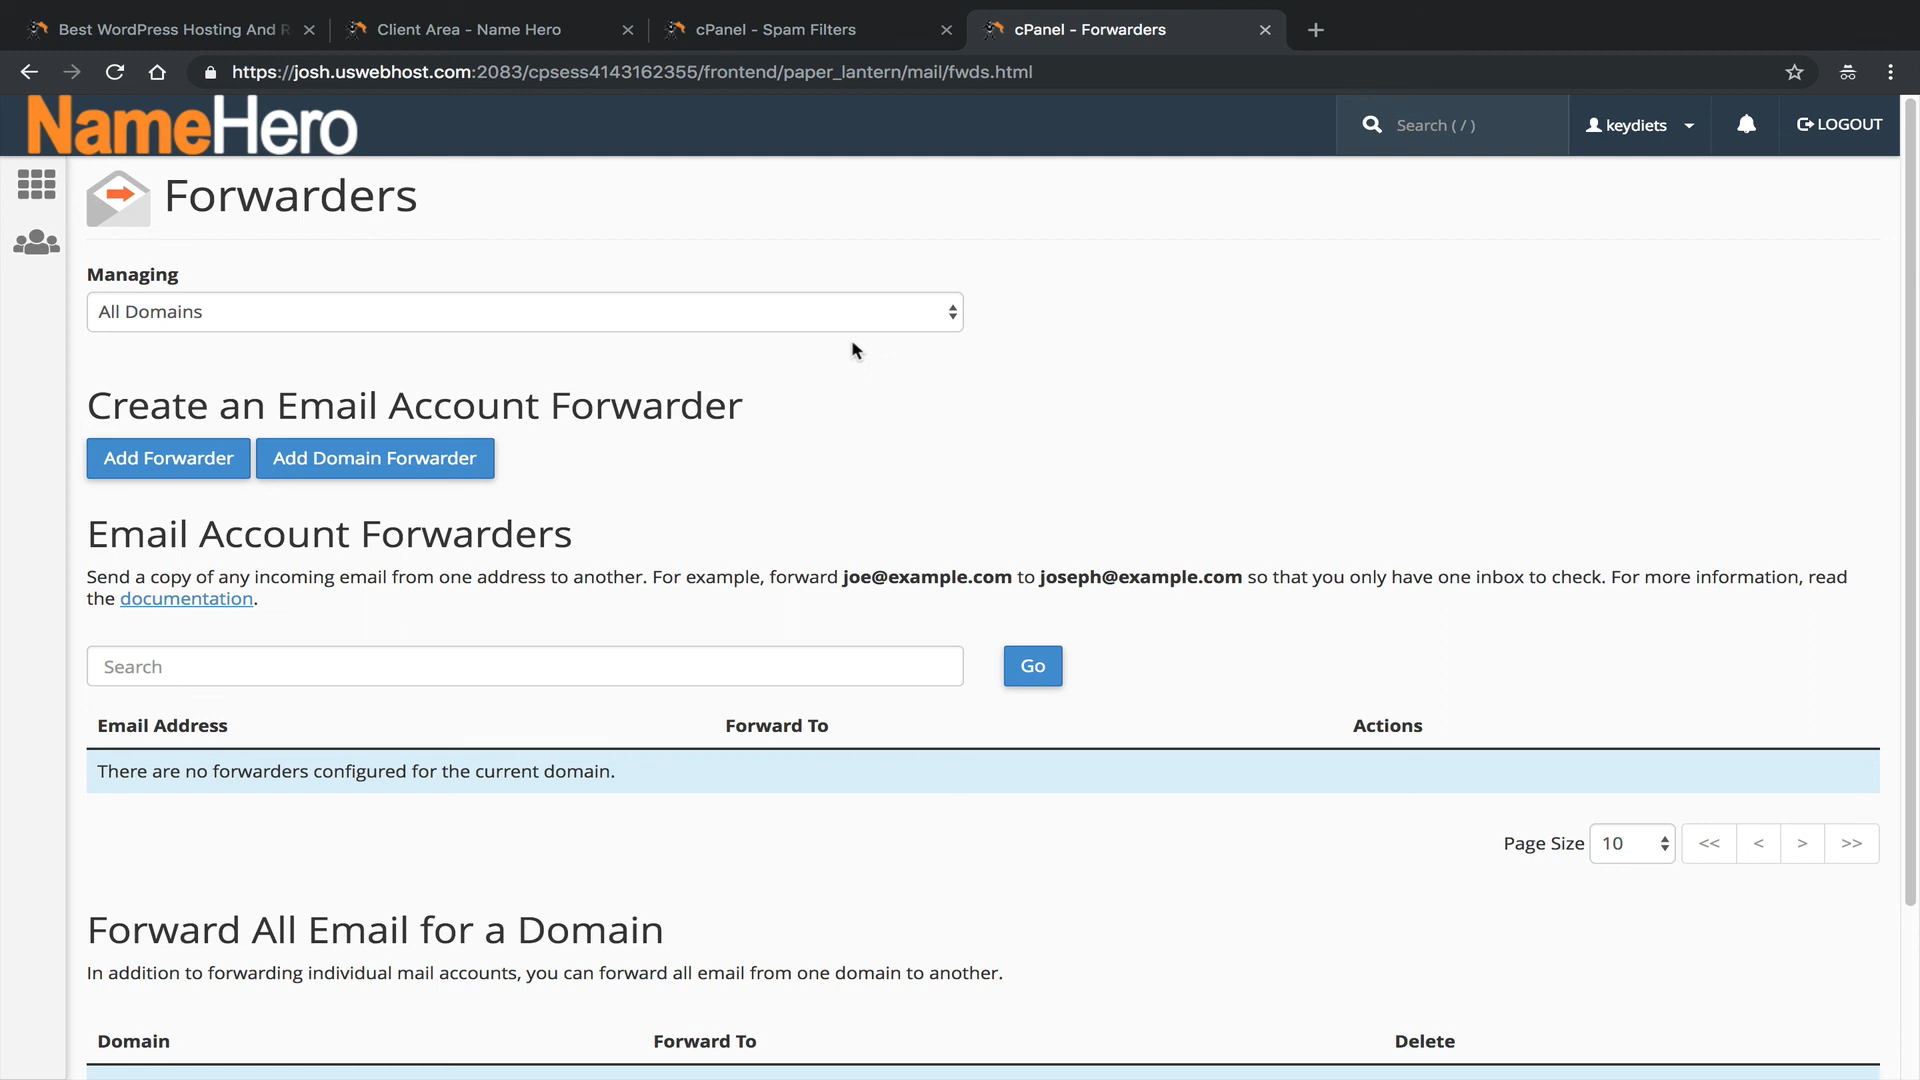 Best WordPress Hosting And R
Client Area - Name Hero
cPanel - Spam Filters
cPanel - Forwarders
https://josh.uswebhost.com:2083/cpsess4143162355/frontend/paper_lantern/mail/fwds.html
NameHero
Search ( / )
keydiets
LOGOUT
Forwarders
Managing
All Domains
Create an Email Account Forwarder
Add Forwarder
Add Domain Forwarder
Email Account Forwarders
Send a copy of any incoming email from one address to another. For example, forward joe@example.com to joseph@example.com so that you only have one inbox to check. For more information, read
the documentation.
Search
Go
Email Address
Forward To
Actions
There are no forwarders configured for the current domain.
Page Size
10
<<
<
>
>>
Forward All Email for a Domain
In addition to forwarding individual mail accounts, you can forward all email from one domain to another.
Domain
Forward To
Delete